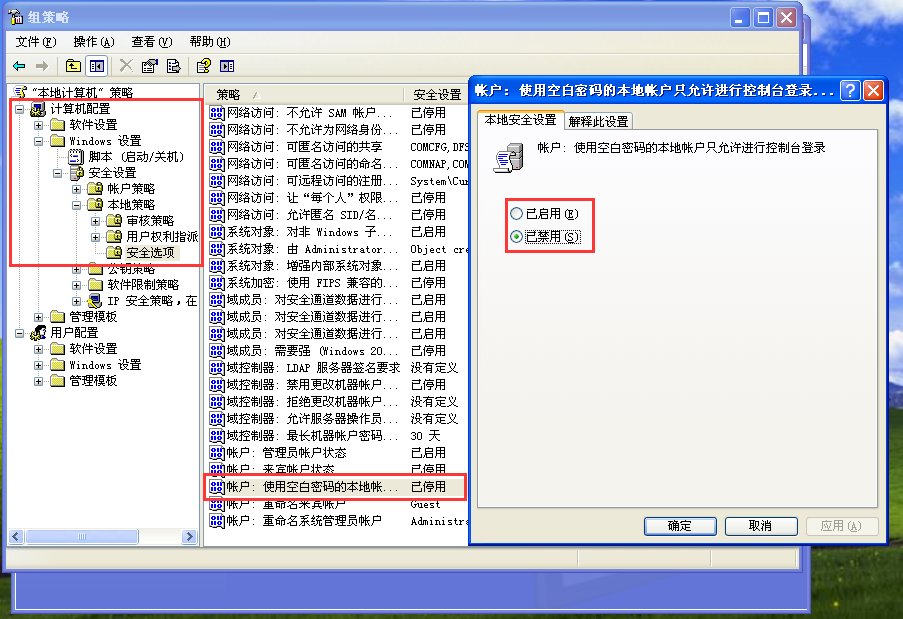 组策略
文件(F) 操作(A) 查看(V) 帮助(H)
"本地计算机" 策略
计算机配置
软件设置
Windows 设置
脚本 (启动/关机)
安全设置
帐户策略
本地策略
审核策略
用户权利指派
安全选项
公钥策略
软件限制策略
IP 安全策略，在
管理模板
用户配置
软件设置
Windows 设置
管理模板
策略 安全设置
网络访问: 不允许 SAM 帐户... 已停用
网络访问: 不允许为网络身份... 已停用
网络访问: 可匿名访问的共享 COMCFG,DFS
网络访问: 可匿名访问的命名... COMNAP,COM
网络访问: 可远程访问的注册... System\Cur
网络访问: 让“每个人”权限... 已停用
网络访问: 允许匿名 SID/名... 已停用
系统对象: 对非 Windows 子... 已启用
系统对象: 由 Administrator... Object cre
系统对象: 增强内部系统对象... 已启用
系统加密: 使用 FIPS 兼容的... 已停用
域成员: 对安全通道数据进行... 已启用
域成员: 对安全通道数据进行... 已启用
域成员: 对安全通道数据进行... 已启用
域成员: 需要强 (Windows 20... 已停用
域控制器: LDAP 服务器签名要求 没有定义
域控制器: 禁用更改机器帐户... 已停用
域控制器: 拒绝更改机器帐户... 没有定义
域控制器: 允许服务器操作员... 没有定义
域控制器: 最长机器帐户密码... 30 天
帐户: 管理员帐户状态 已启用
帐户: 来宾帐户状态 已停用
帐户: 使用空白密码的本地帐... 已停用
帐户: 重命名来宾帐户 Guest
帐户: 重命名系统管理员帐户 Administra
帐户: 使用空白密码的本地帐户只允许进行控制台登录...
本地安全设置 解释此设置
帐户: 使用空白密码的本地帐户只允许进行控制台登录
已启用(E)
已禁用(S)
确定 取消 应用(A)